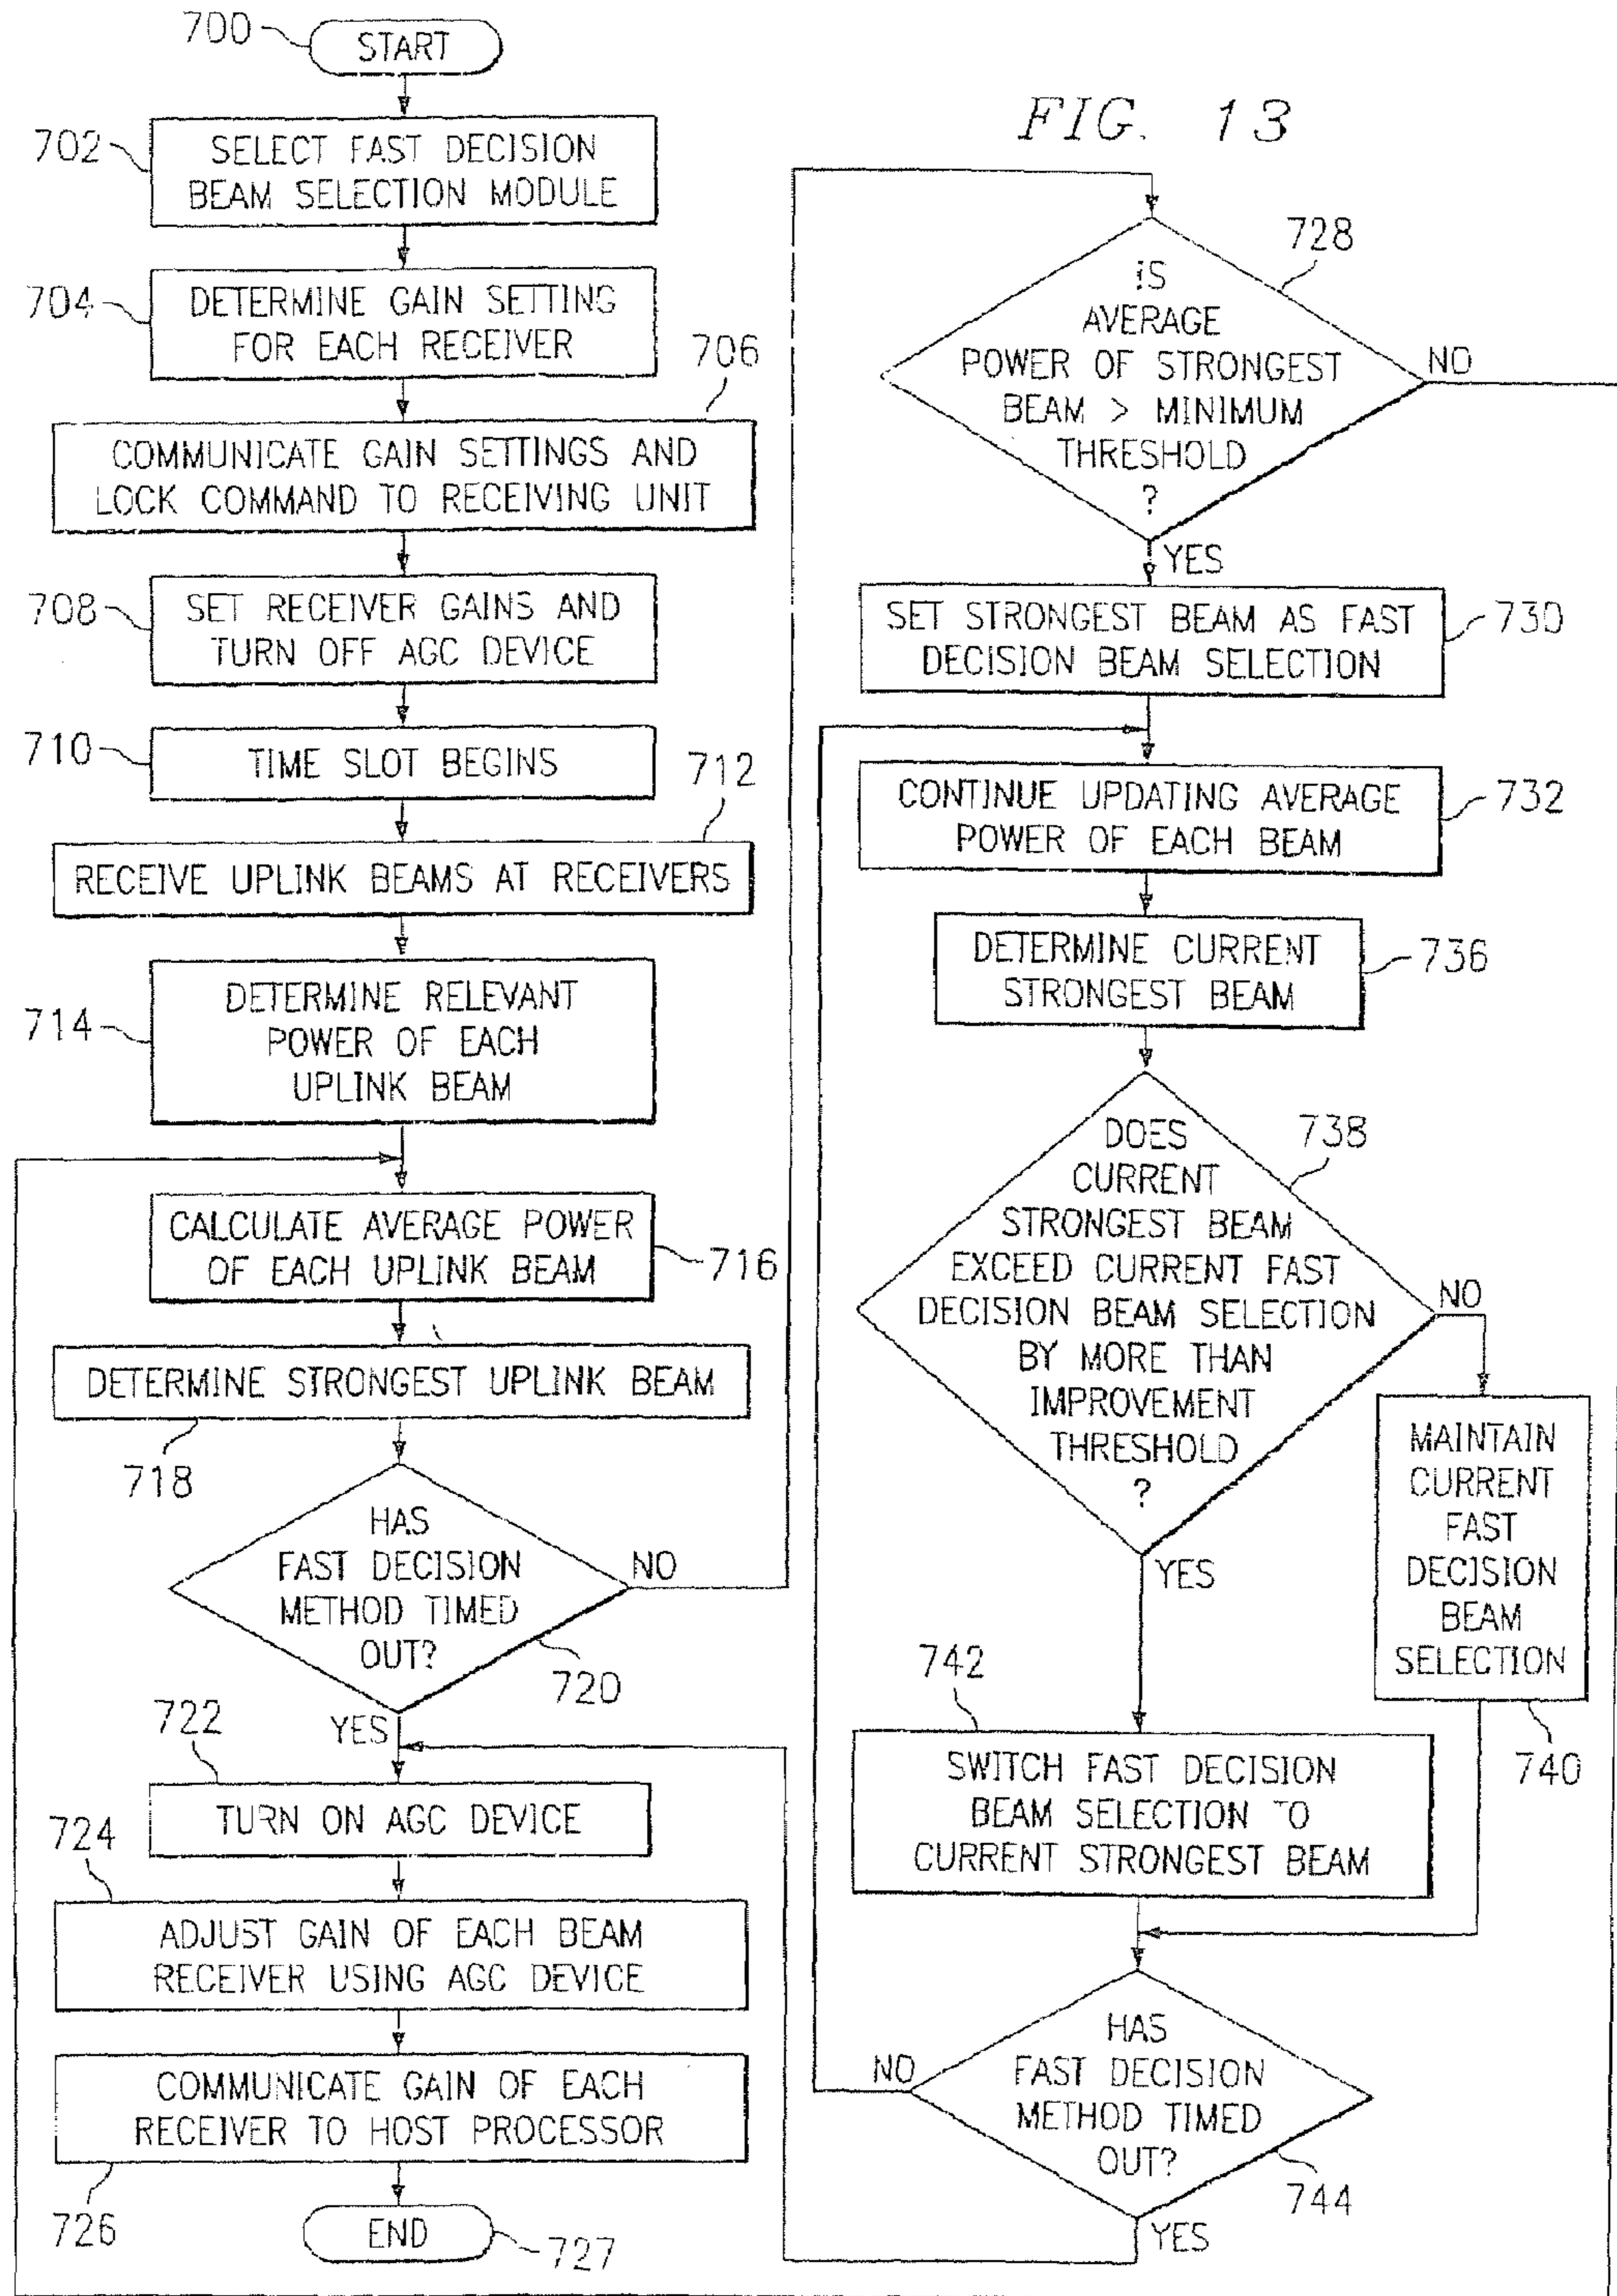 700
START
FIG. 13
702
SELECT FAST DECISION
BEAM SELECTION MODULE
704
DETERMINE GAIN SETTING
FOR EACH RECEIVER
706
COMMUNICATE GAIN SETTINGS AND
LOCK COMMAND TO RECEIVING UNIT
708
SET RECEIVER GAINS AND
TURN OFF AGC DEVICE
710
TIME SLOT BEGINS
712
RECEIVE UPLINK BEAMS AT RECEIVERS
714
DETERMINE RELEVANT
POWER OF EACH
UPLINK BEAM
CALCULATE AVERAGE POWER
OF EACH UPLINK BEAM
716
DETERMINE STRONGEST UPLINK BEAM
718
HAS
FAST DECISION
METHOD TIMED
OUT?
NO
720
YES
722
TURN ON AGC DEVICE
724
ADJUST GAIN OF EACH BEAM
RECEIVER USING AGC DEVICE
COMMUNICATE GAIN OF EACH
RECEIVER TO HOST PROCESSOR
726
END
727
728
IS
AVERAGE
POWER OF STRONGEST
BEAM > MINIMUM
THRESHOLD
?
NO
YES
SET STRONGEST BEAM AS FAST
DECISION BEAM SELECTION
730
CONTINUE UPDATING AVERAGE
POWER OF EACH BEAM
732
DETERMINE CURRENT
STRONGEST BEAM
736
738
DOES
CURRENT
STRONGEST BEAM
EXCEED CURRENT FAST
DECISION BEAM SELECTION
BY MORE THAN
IMPROVEMENT
THRESHOLD
?
NO
YES
MAINTAIN
CURRENT
FAST
DECISION
BEAM
SELECTION
740
742
SWITCH FAST DECISION
BEAM SELECTION TO
CURRENT STRONGEST BEAM
HAS
FAST DECISION
METHOD TIMED
OUT?
NO
744
YES